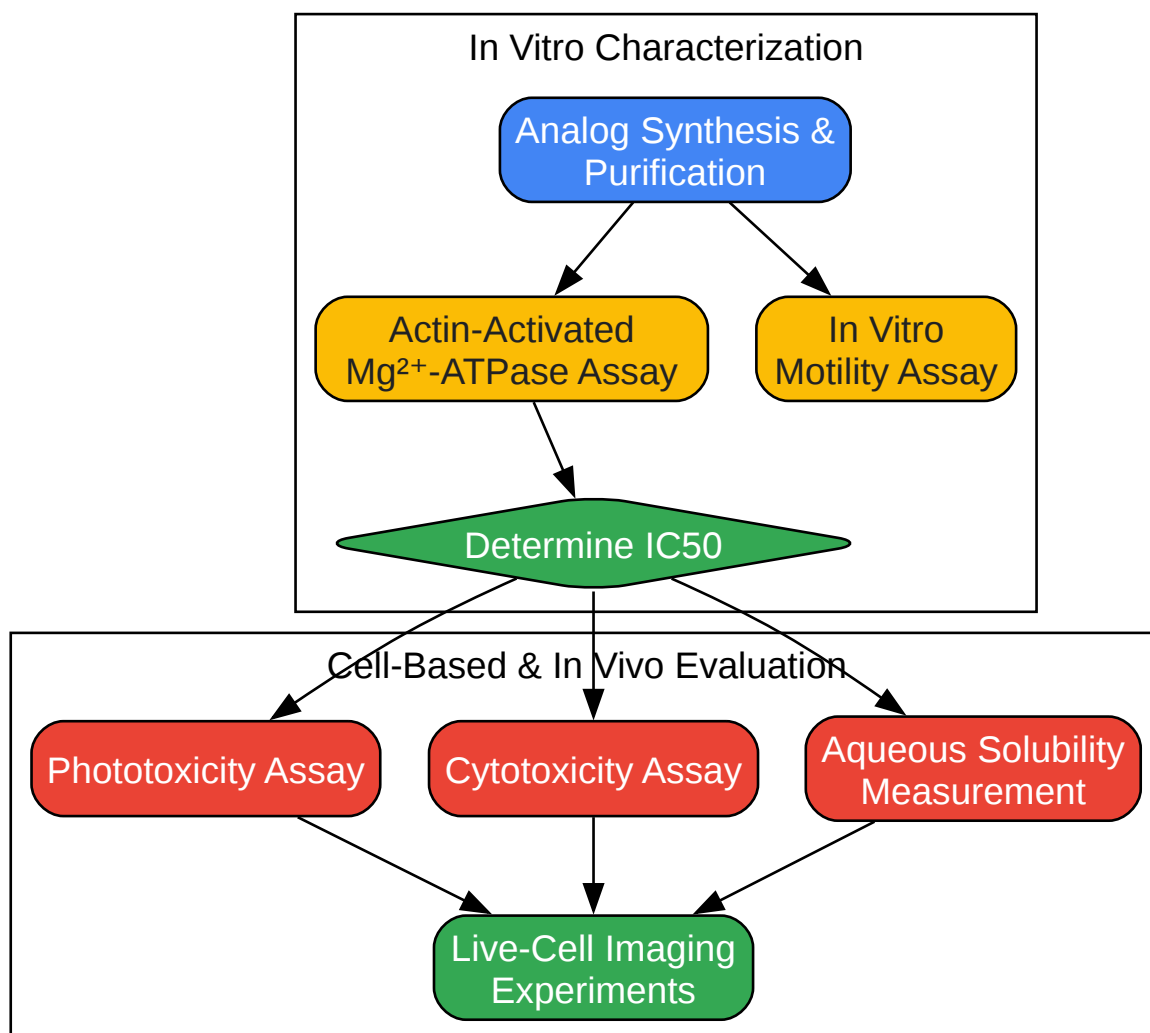 In Vitro Characterization
Analog Synthesis &
Purification
Actin-Activated
Mg²⁺-ATPase Assay
In Vitro
Motility Assay
Determine IC50
Cell-Based & In Vivo Evaluation
Phototoxicity Assay
Cytotoxicity Assay
Aqueous Solubility
Measurement
Live-Cell Imaging
Experiments